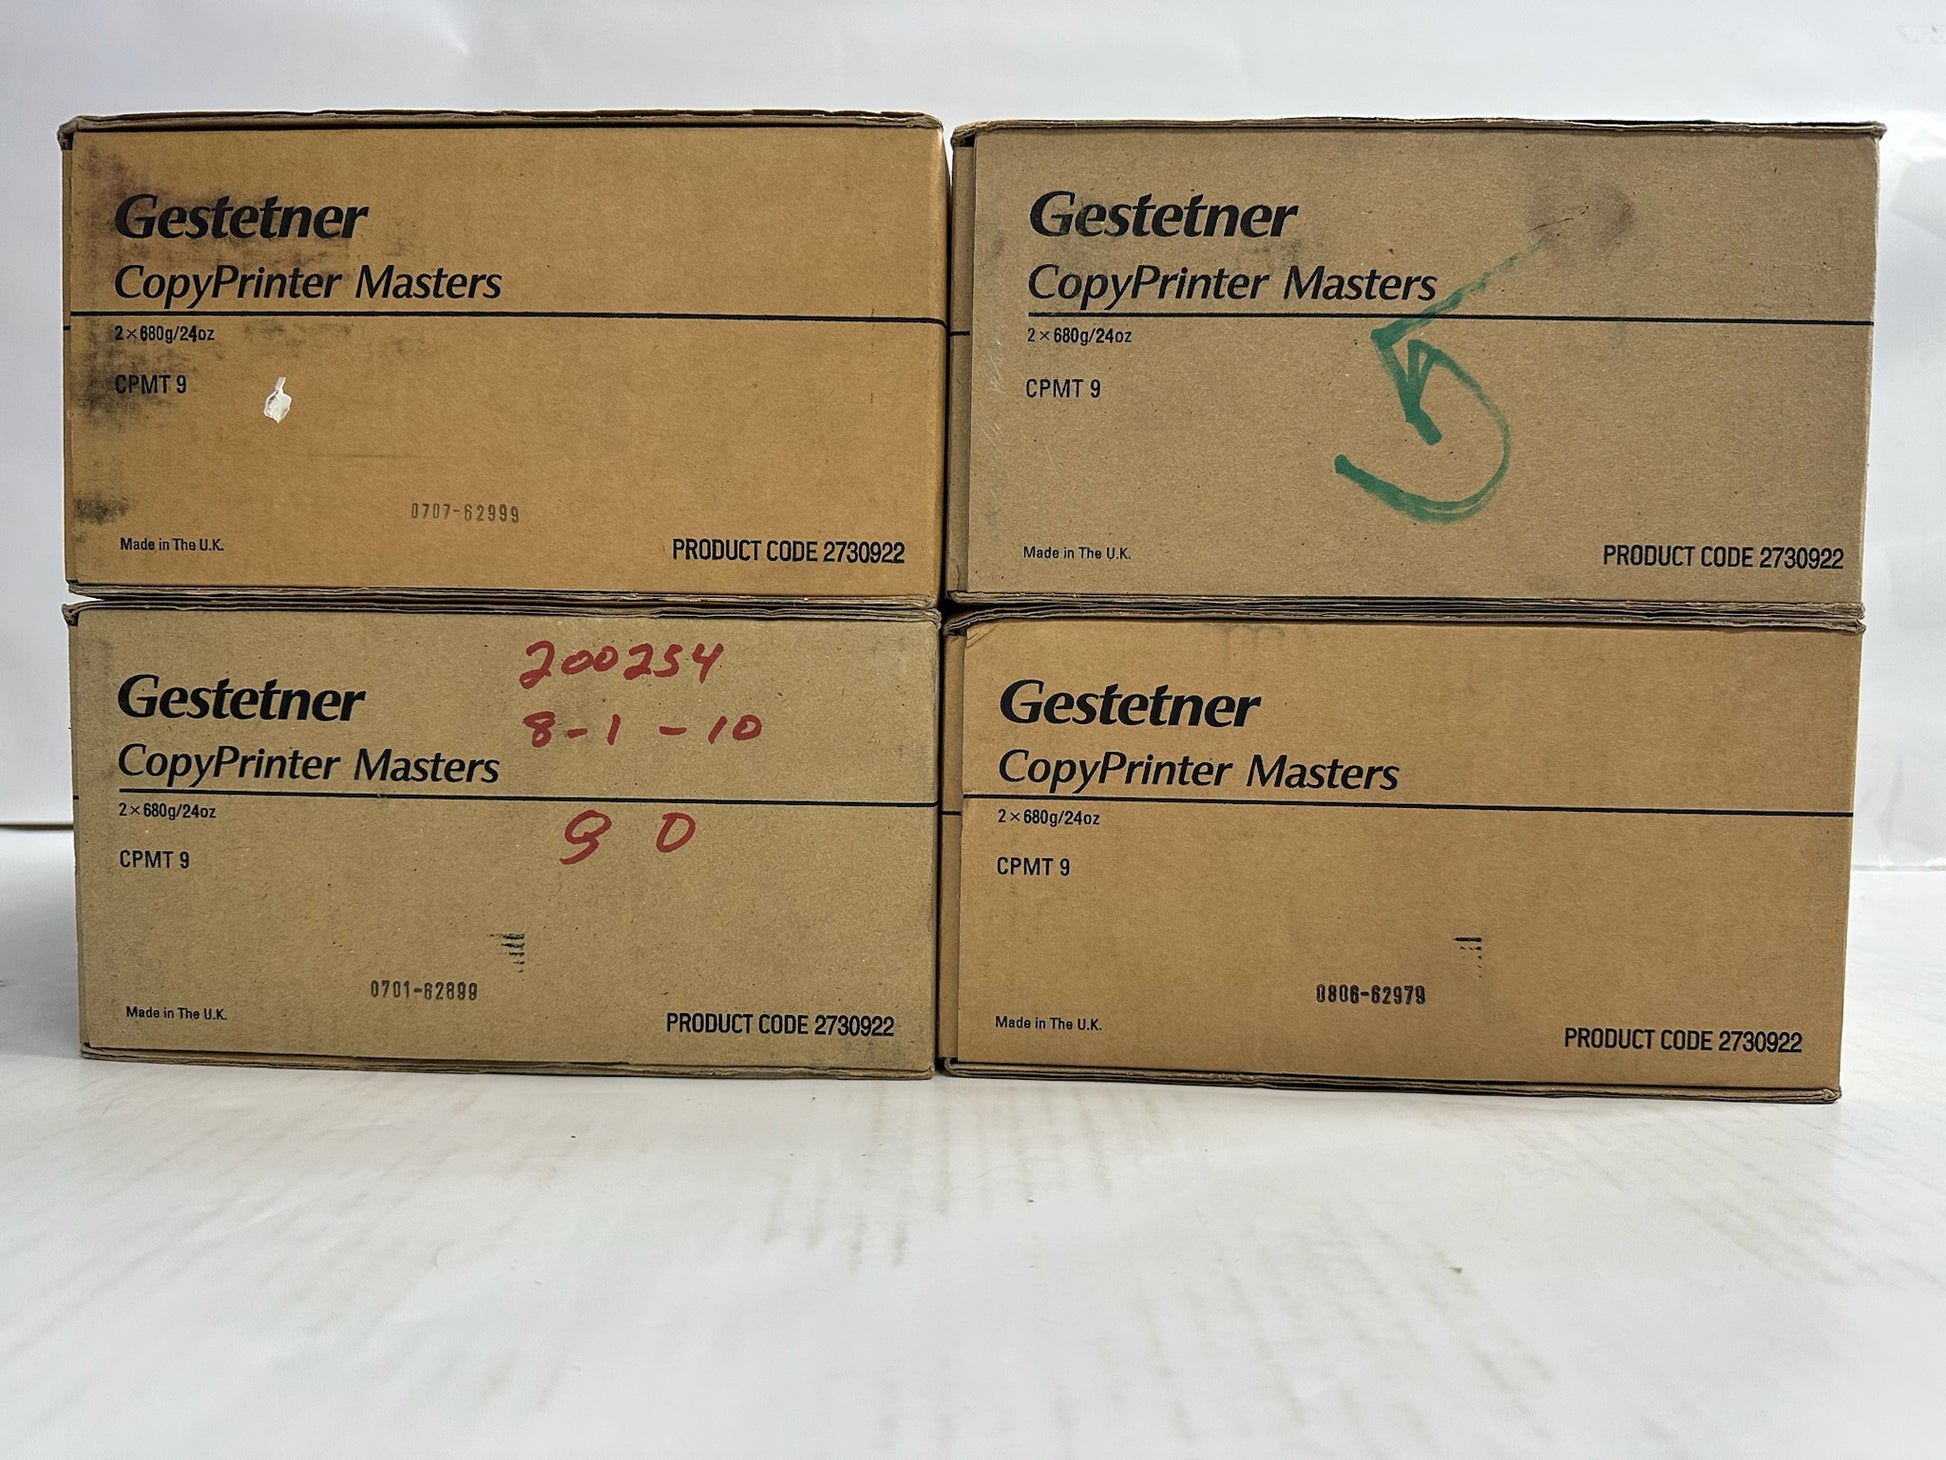 Gestetner
CopyPrinter Masters
2 × 680g/24oz
CPMT 9
0707-62999
Made in The U.K.
PRODUCT CODE 2730922
Gestetner
CopyPrinter Masters
2 × 680g/24oz
CPMT 9
Made in The U.K.
PRODUCT CODE 2730922
Gestetner
200254
8-1-10
CopyPrinter Masters
2 × 680g/24oz
CPMT 9
0701-62899
Made in The U.K.
PRODUCT CODE 2730922
Gestetner
CopyPrinter Masters
2 × 680g/24oz
CPMT 9
0806-62979
Made in The U.K.
PRODUCT CODE 2730922